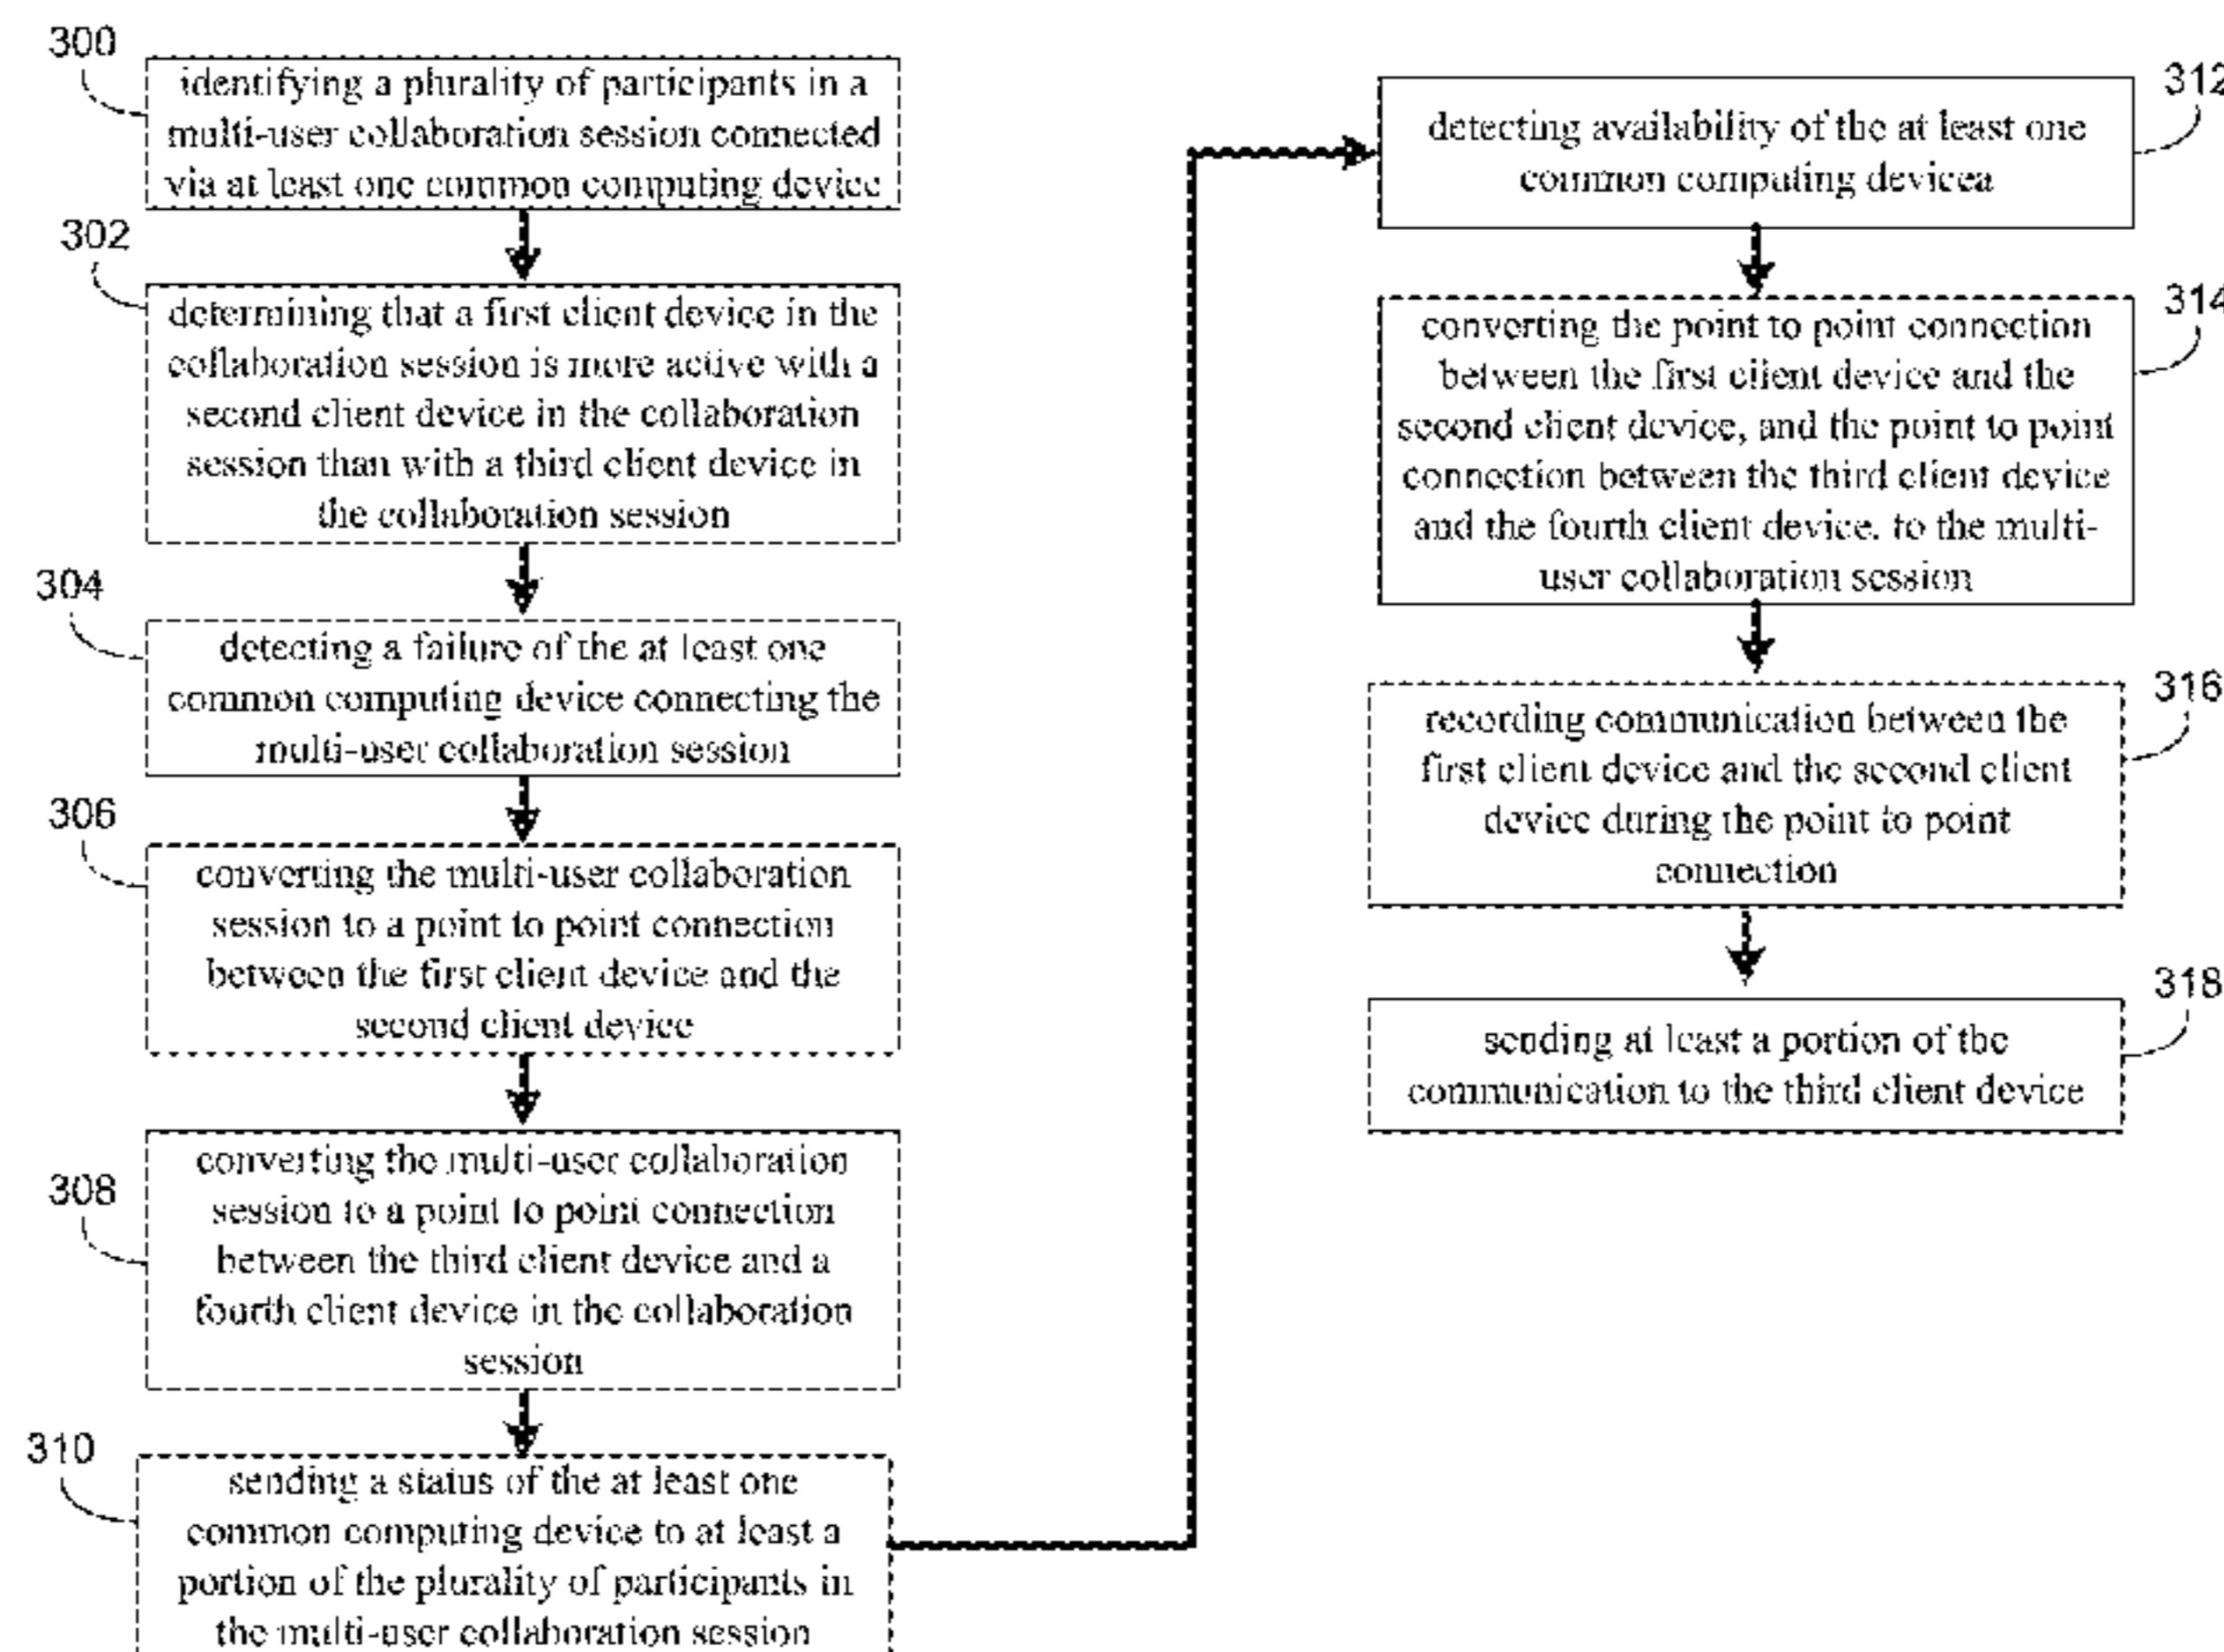 300
identifying a plurality of participants in a
multi-user collaboration session connected
via at least one common computing device
302
determining that a first client device in the
collaboration session is more active with a
second client device in the collaboration
session than with a third client device in
the collaboration session
304
detecting a failure of the at least one
common computing device connecting the
multi-user collaboration session
306
converting the multi-user collaboration
session to a point to point connection
between the first client device and the
second client device
308
converting the multi-user collaboration
session to a point to point connection
between the third client device and a
fourth client device in the collaboration
session
310
sending a status of the at least one
common computing device to at least a
portion of the plurality of participants in
the multi-user collaboration session
312
detecting availability of the at least one
common computing devicea
314
converting the point to point connection
between the first client device and the
second client device, and the point to point
connection between the third client device
and the fourth client device, to the multi-
user collaboration session
316
recording communication between the
first client device and the second client
device during the point to point
connection
318
sending at least a portion of the
communication to the third client device